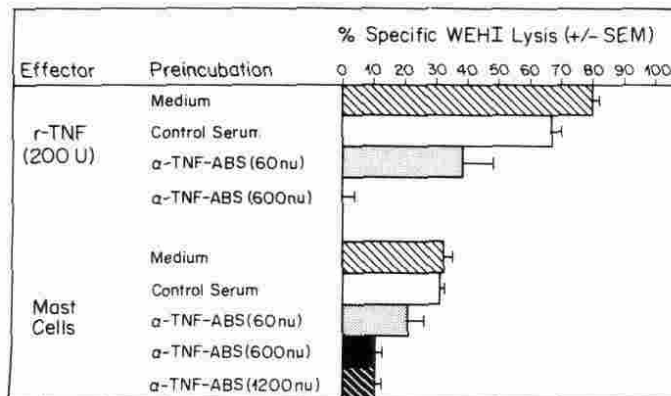 % Specific WEHI Lysis (+/- SEM)
Effector Preincubation 0 10 20 30 40 50 60 70 80 90 100
Medium
r-TNF Control Serum
(200 U) α-TNF-ABS (60nu)
α-TNF-ABS (600nu)
Medium
Control Serum
Mast α-TNF-ABS (60nu)
Cells α-TNF-ABS (600nu)
α-TNF-ABS (1200nu)